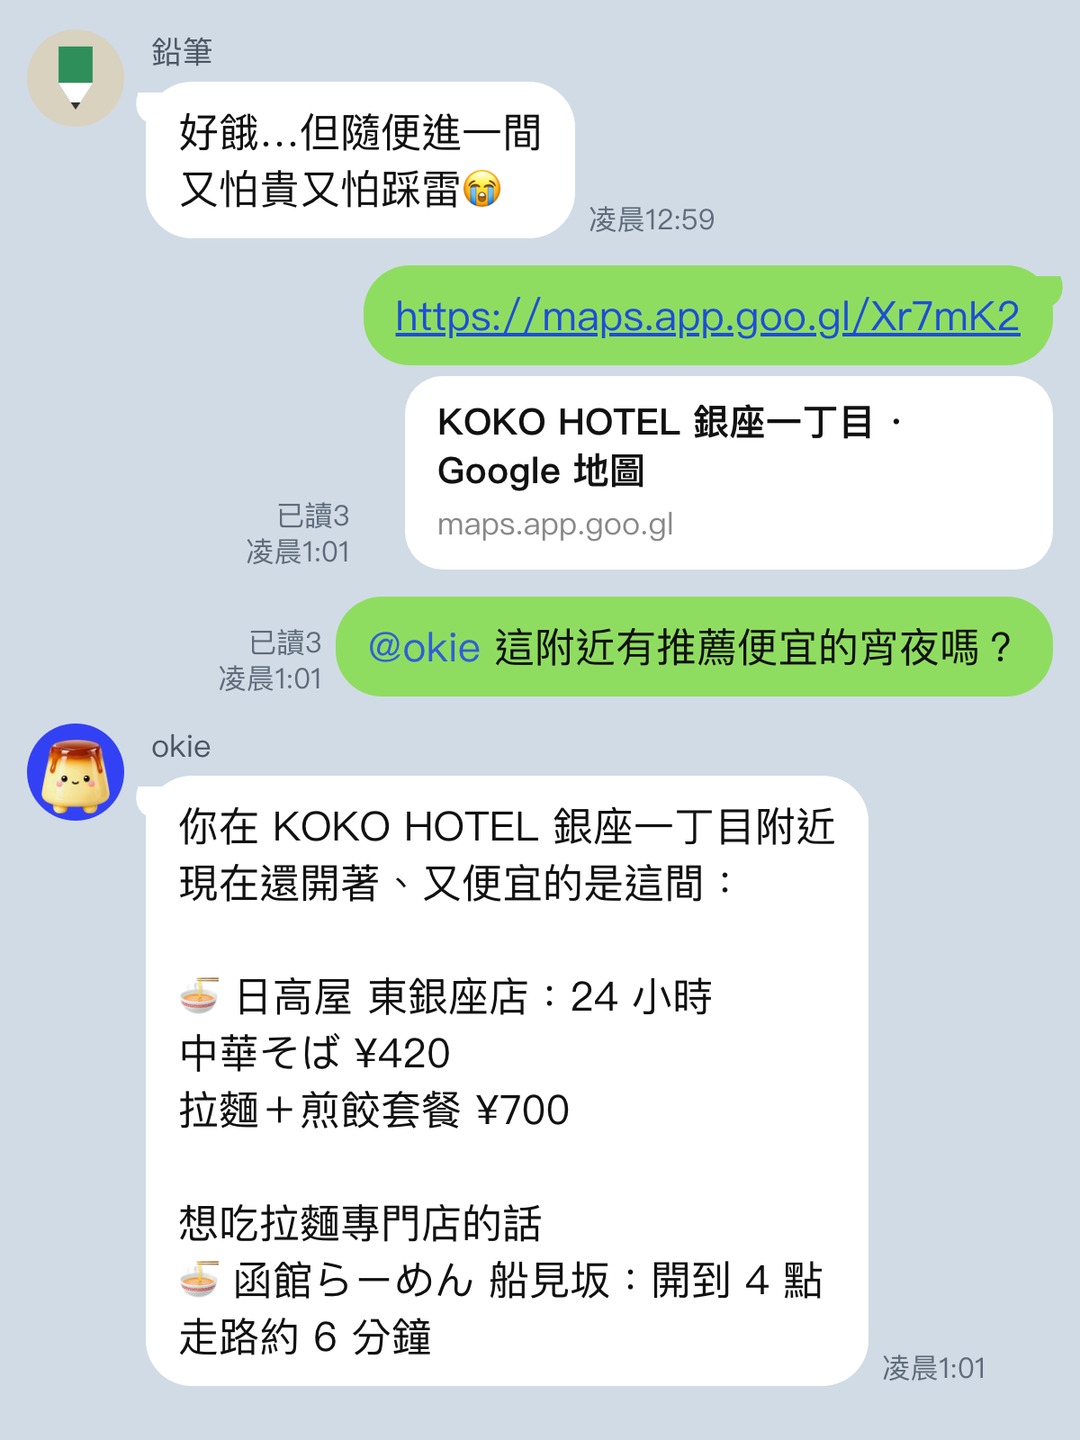 鉛筆
好餓...但隨便進一間
又怕貴又怕踩雷😭
凌晨12:59
https://maps.app.goo.gl/Xr7mK2
KOKO HOTEL 銀座一丁目 ·
Google 地圖
maps.app.goo.gl
已讀3
凌晨1:01
@okie 這附近有推薦便宜的宵夜嗎？
已讀3
凌晨1:01
okie
你在 KOKO HOTEL 銀座一丁目附近
現在還開著、又便宜的是這間：
🍜 日高屋 東銀座店：24 小時
中華そば ¥420
拉麵＋煎餃套餐 ¥700
想吃拉麵專門店的話
🍜 函館らーめん 船見坂：開到 4 點
走路約 6 分鐘
凌晨1:01